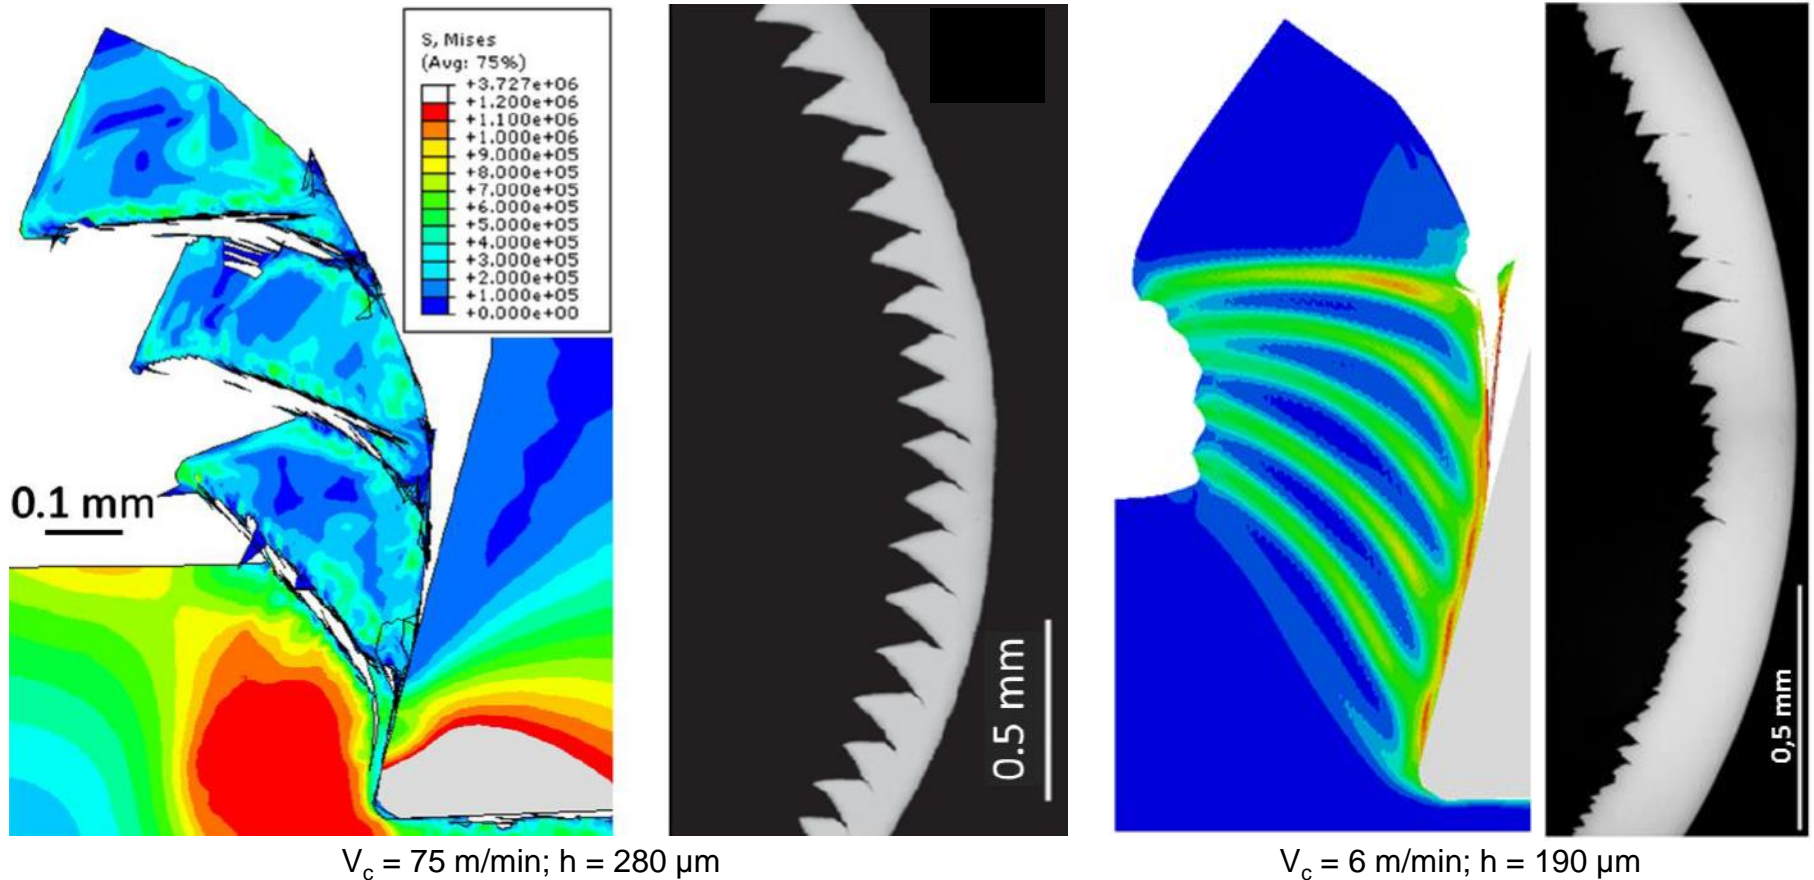 S, Mises
(Avg: 75%)
+3.727e+06
+1.200e+06
+1.100e+06
+1.000e+06
+9.000e+05
+8.000e+05
+7.000e+05
+6.000e+05
+5.000e+05
+4.000e+05
+3.000e+05
+2.000e+05
+1.000e+05
+0.000e+00
0.1 mm
0.5 mm
0,5 mm
Vc = 75 m/min; h = 280 µm
Vc = 6 m/min; h = 190 µm